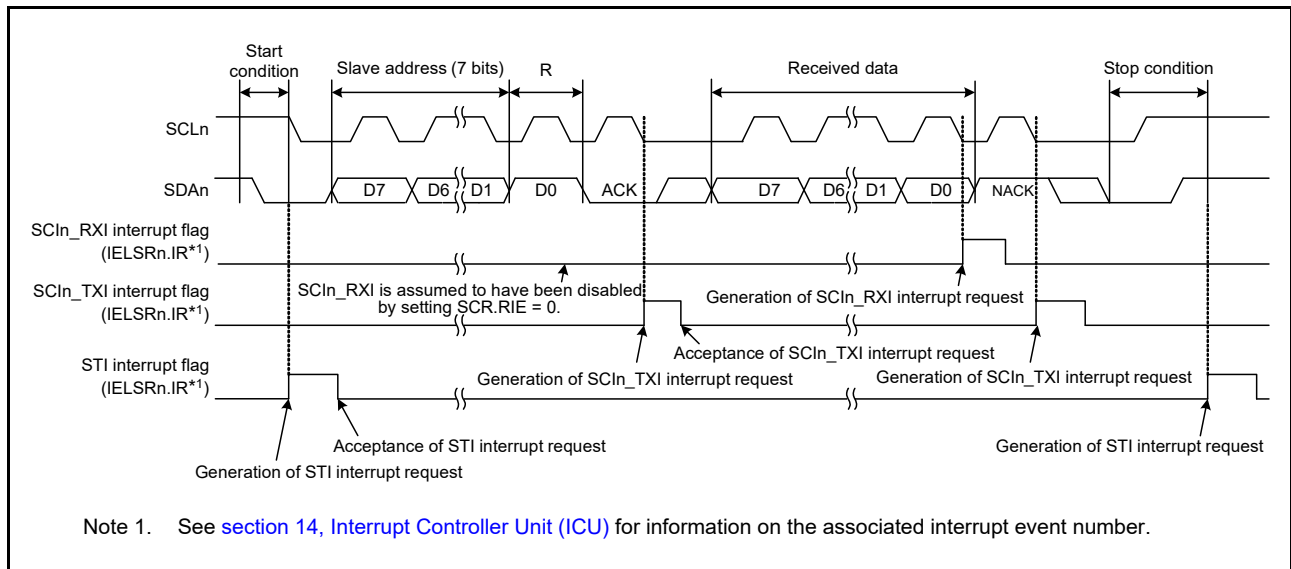 Start
condition
Slave address (7 bits)
R
Received data
Stop condition
SCLn
SDAn
D7
D6
D1
D0
ACK
D7
D6
D1
D0
NACK
SCIn_RXI interrupt flag
(IELSRn.IR*1)
SCIn_RXI is assumed to have been disabled
by setting SCR.RIE = 0.
Generation of SCIn_RXI interrupt request
SCIn_TXI interrupt flag
(IELSRn.IR*1)
Acceptance of SCIn_TXI interrupt request
Generation of SCIn_TXI interrupt request
Generation of SCIn_TXI interrupt request
STI interrupt flag
(IELSRn.IR*1)
Acceptance of STI interrupt request
Generation of STI interrupt request
Generation of STI interrupt request
Note 1. See section 14, Interrupt Controller Unit (ICU) for information on the associated interrupt event number.